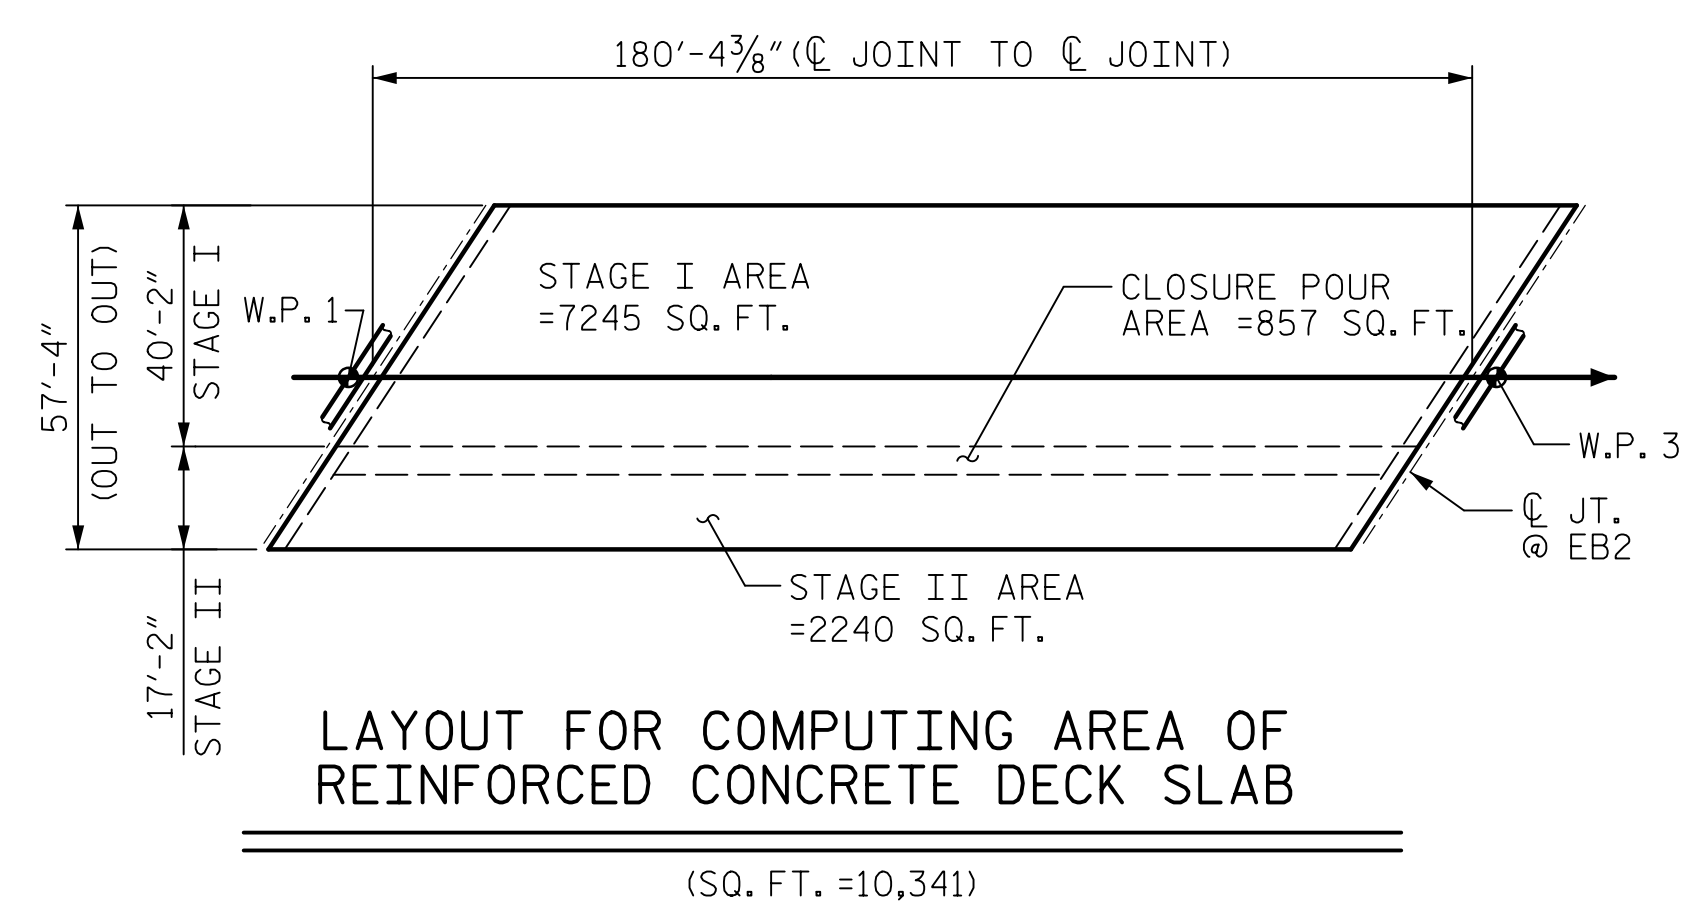 180'-4⅜" (℄ JOINT TO ℄ JOINT)
57'-4"
(OUT TO OUT)
40'-2"
STAGE I
W.P. 1
STAGE I AREA
=7245 SQ. FT.
CLOSURE POUR
AREA =857 SQ. FT.
W.P. 3
℄ JT.
@ EB2
17'-2"
STAGE II
STAGE II AREA
=2240 SQ. FT.
LAYOUT FOR COMPUTING AREA OF
REINFORCED CONCRETE DECK SLAB
(SQ. FT. =10,341)